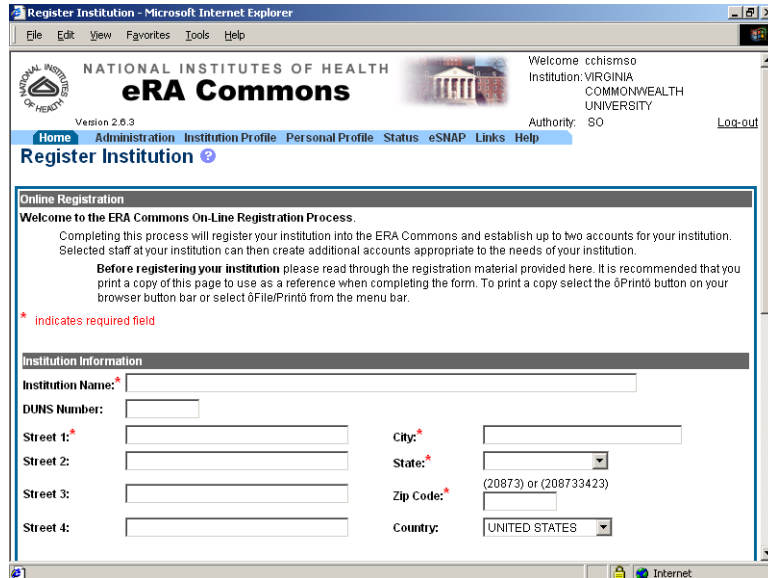 Register Institution - Microsoft Internet Explorer
File Edit View Favorites Tools Help
NATIONAL INSTITUTES OF HEALTH
eRA Commons
Version 2.6.3
NATIONAL INSTITUTES OF HEALTH
Welcome cchismso
Institution: VIRGINIA
COMMONWEALTH
UNIVERSITY
Authority: SO Log-out
Home Administration Institution Profile Personal Profile Status eSNAP Links Help
Register Institution ?
Online Registration
Welcome to the ERA Commons On-Line Registration Process.
Completing this process will register your institution into the ERA Commons and establish up to two accounts for your institution.
Selected staff at your institution can then create additional accounts appropriate to the needs of your institution.
Before registering your institution please read through the registration material provided here. It is recommended that you
print a copy of this page to use as a reference when completing the form. To print a copy select the ôPrintö button on your
browser button bar or select ôFile/Printö from the menu bar.
* indicates required field
Institution Information
Institution Name:*
DUNS Number:
Street 1:* City:*
Street 2: State:*
(20873) or (208733423)
Street 3: Zip Code:*
Street 4: Country: UNITED STATES
Internet